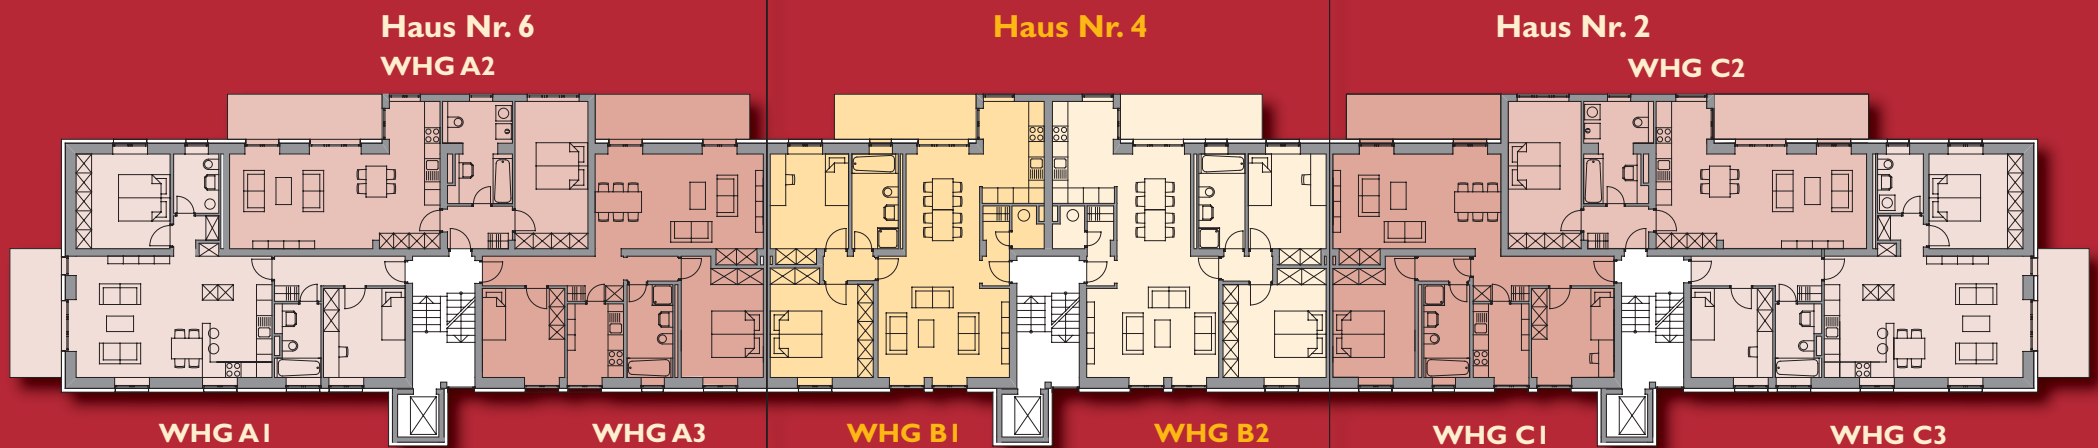 Haus Nr. 6
WHG A2
Haus Nr. 4
Haus Nr. 2
WHG C2
WHG A1
WHG A3
WHG B1
WHG B2
WHG C1
WHG C3